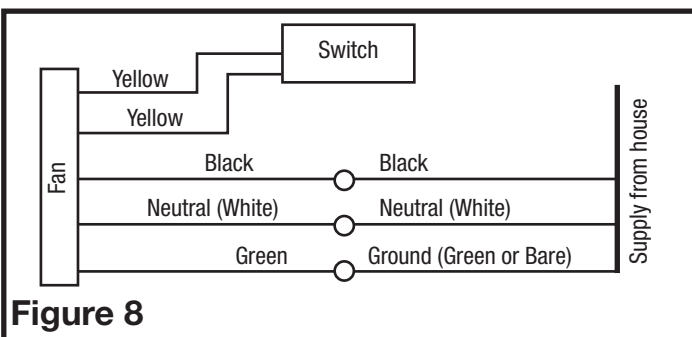 Switch
Yellow
Yellow
Fan
Black
Black
Neutral (White)
Neutral (White)
Green
Ground (Green or Bare)
Supply from house
Figure 8